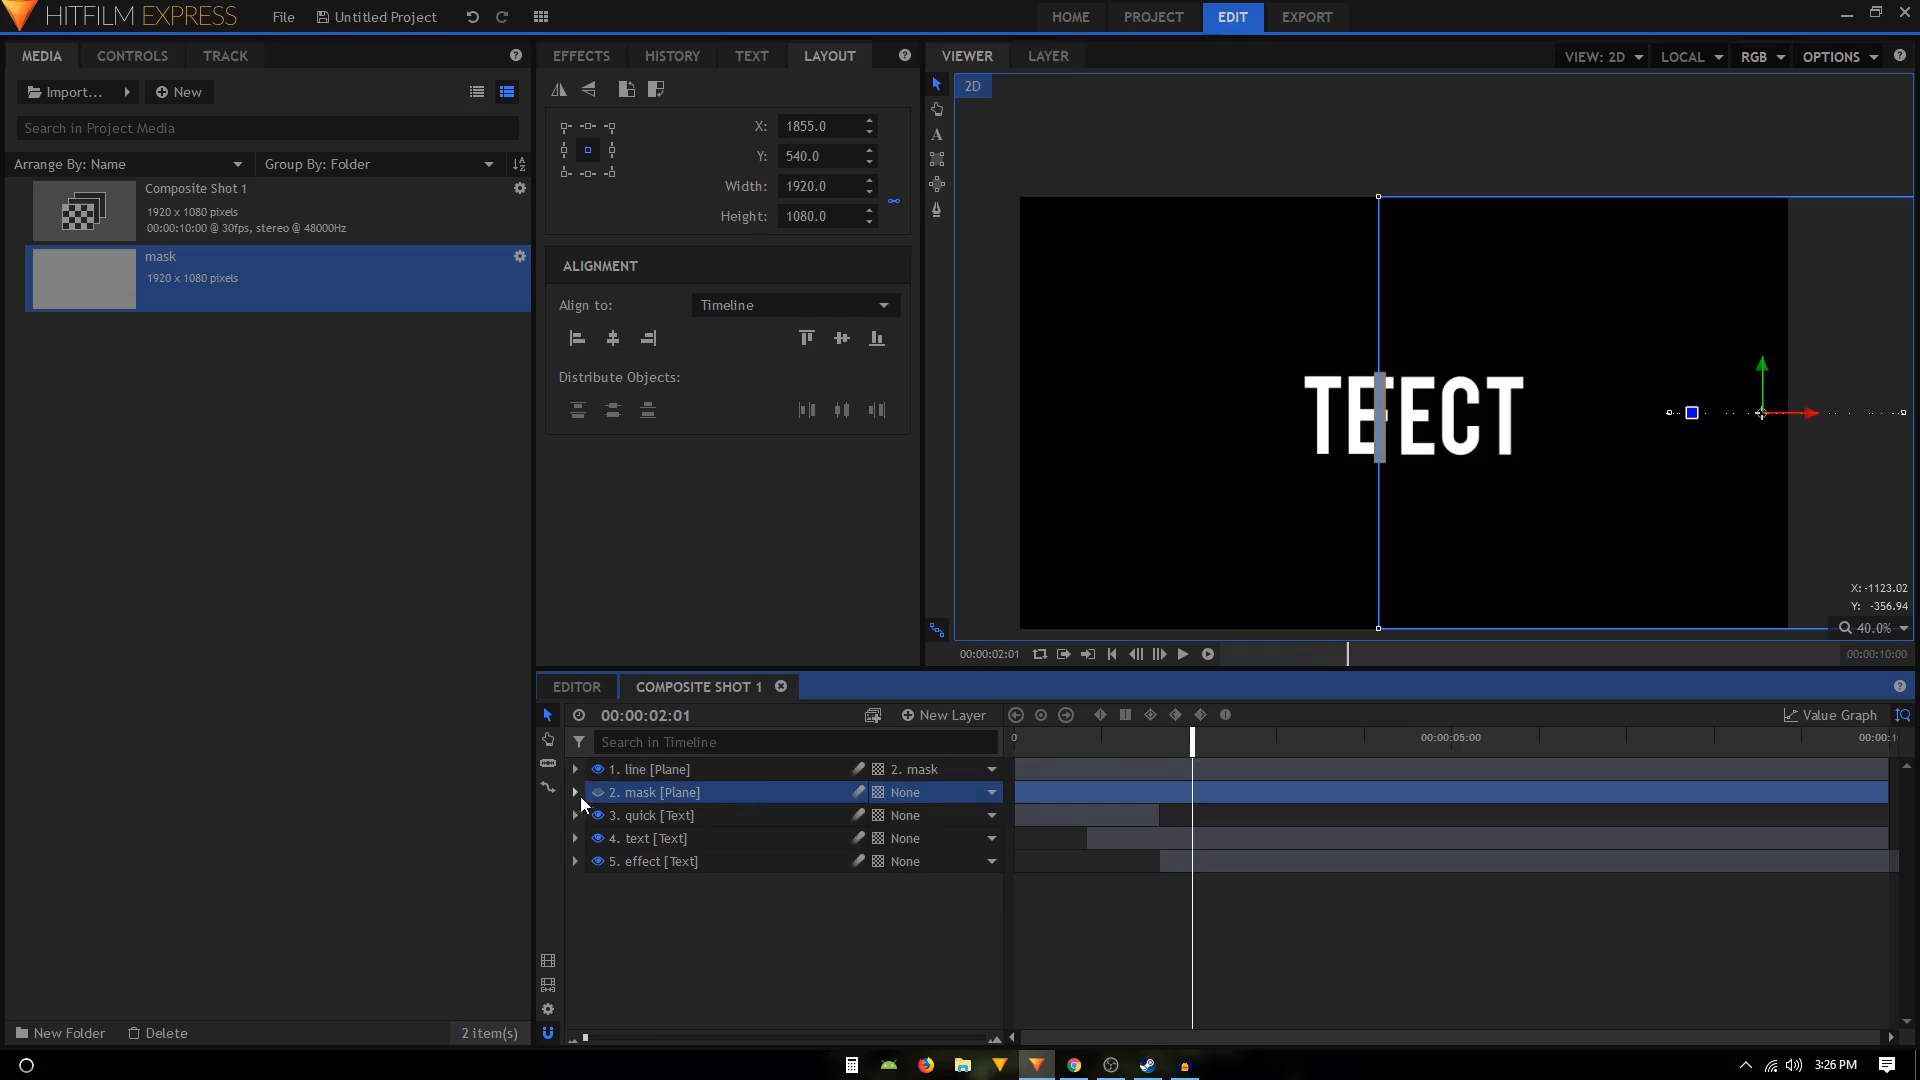 HITFILM EXPRESS
File
Untitled Project
HOME
PROJECT
EDIT
EXPORT
MEDIA
CONTROLS
TRACK
Import...
New
Search in Project Media
Arrange By: Name
Group By: Folder
Composite Shot 1
1920 x 1080 pixels
00:00:10:00 @ 30fps, stereo @ 48000Hz
mask
1920 x 1080 pixels
New Folder
Delete
2 item(s)
EFFECTS
HISTORY
TEXT
LAYOUT
X: 1855.0
Y: 540.0
Width: 1920.0
Height: 1080.0
ALIGNMENT
Align to: Timeline
Distribute Objects:
VIEWER
LAYER
VIEW: 2D
LOCAL
RGB
OPTIONS
2D
X: -1123.02
Y: -356.94
40.0%
00:00:02:01
00:00:10:00
EDITOR
COMPOSITE SHOT 1
00:00:02:01
New Layer
Value Graph
Search in Timeline
0
00:00:05:00
1. line [Plane]
2. mask
2. mask [Plane]
None
3. quick [Text]
None
4. text [Text]
None
5. effect [Text]
None
3:26 PM